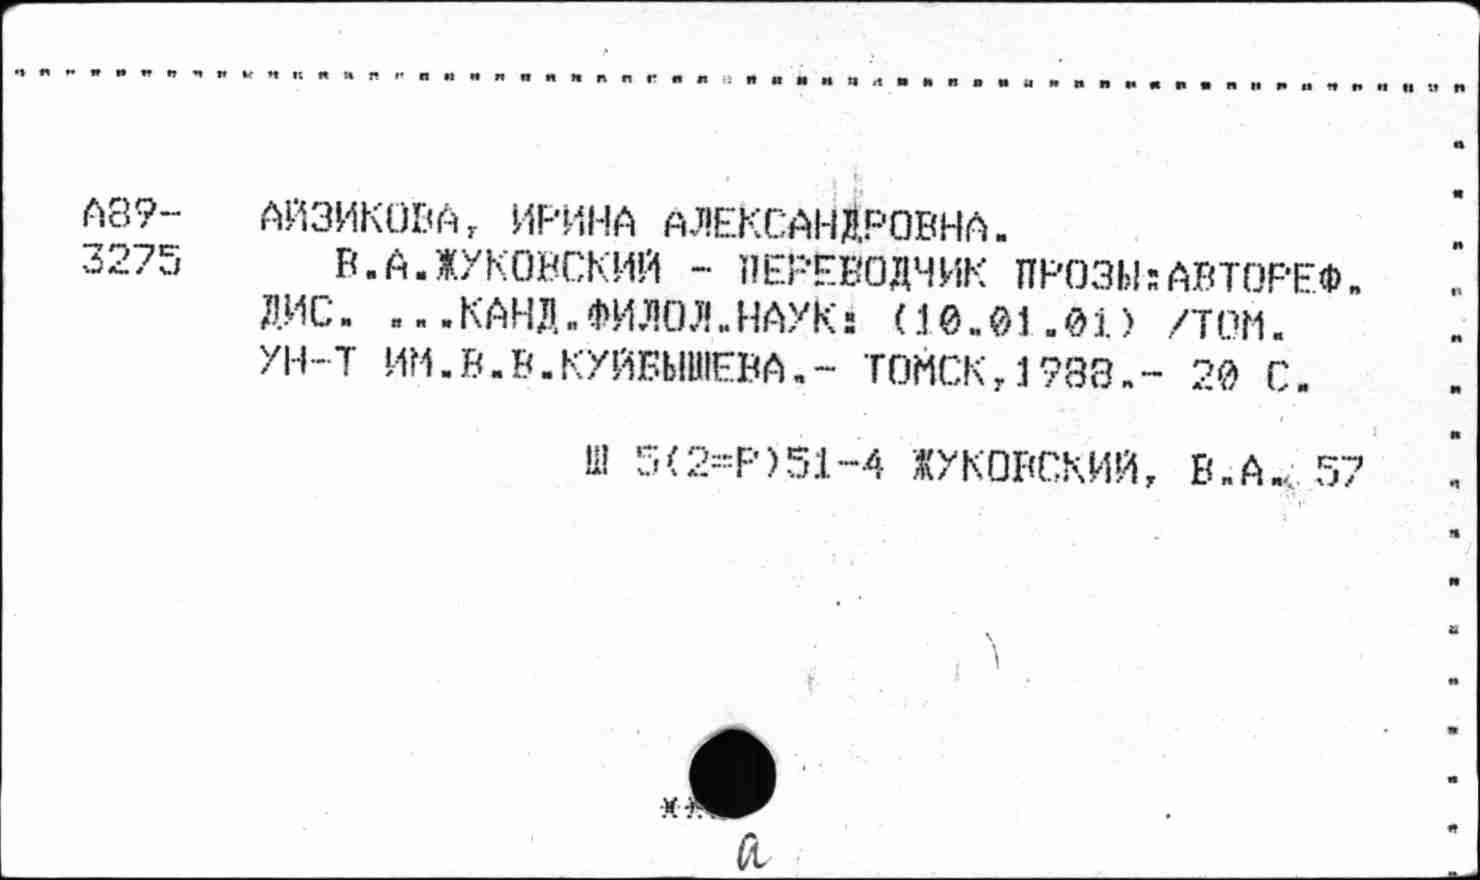 А89-
3275
АЙЗИКОВА, ИРИНА АЛЕКСАНДРОВНА.
В.А.ЖУКОВСКИЙ - ПЕРЕВОДЧИК ПРОЗЫ:АВТОРЕФ.
ДИС. ...КАНД.ФИЛОЛ.НАУК: (10.01.01) /ТОМ.
УН-Т ИМ.В.В.КУЙБЫШЕВА.- ТОМСК,1988.- 20 С.
Ш 5(2=Р)51-4 ЖУКОВСКИЙ, В.А. 57
**
а